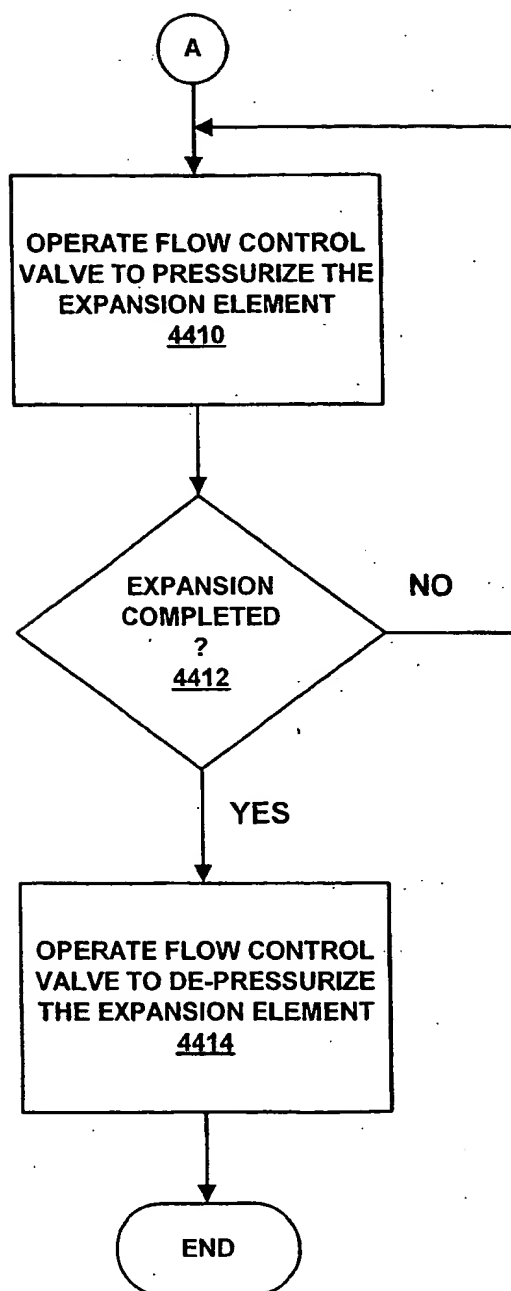 A
OPERATE FLOW CONTROL
VALVE TO PRESSURIZE THE
EXPANSION ELEMENT
4410
EXPANSION
COMPLETED
?
4412
NO
YES
OPERATE FLOW CONTROL
VALVE TO DE-PRESSURIZE
THE EXPANSION ELEMENT
4414
END